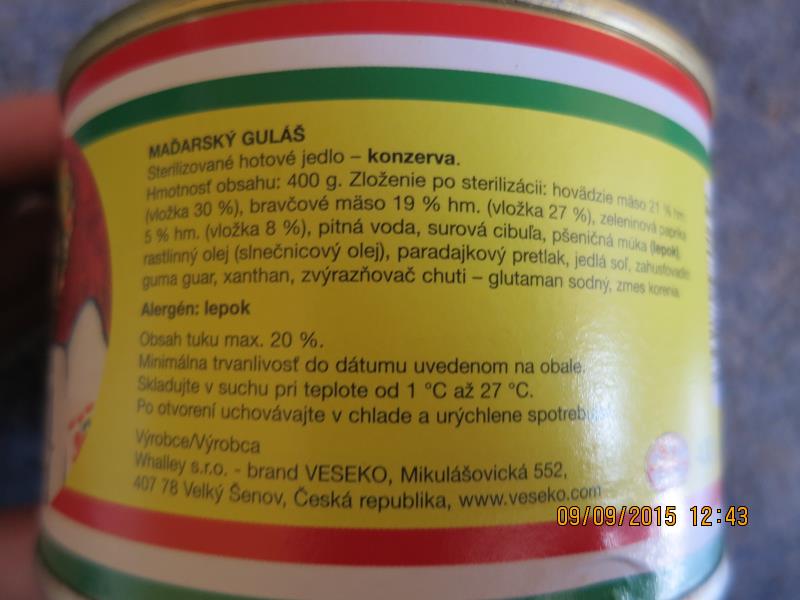 MAĎARSKÝ GULÁŠ
Sterilizované hotové jedlo – konzerva.
Hmotnosť obsahu: 400 g. Zloženie po sterilizácii: hovädzie mäso 21 % hm.
(vložka 30 %), bravčové mäso 19 % hm. (vložka 27 %), zeleninová paprika
5 % hm. (vložka 8 %), pitná voda, surová cibuľa, pšeničná múka (lepok),
rastlinný olej (slnečnicový olej), paradajkový pretlak, jedlá soľ, zahusťovadlo
guma guar, xanthan, zvýrazňovač chuti – glutaman sodný, zmes korenia.
Alergén: lepok
Obsah tuku max. 20 %.
Minimálna trvanlivosť do dátumu uvedenom na obale.
Skladujte v suchu pri teplote od 1 °C až 27 °C.
Po otvorení uchovávajte v chlade a urýchlene
Výrobce/Výrobca
Whalley s.r.o. - brand VESEKO, Mikulášovická 552,
407 78 Velký Šenov, Česká republika, www.veseko.com
09/09/2015 12:43